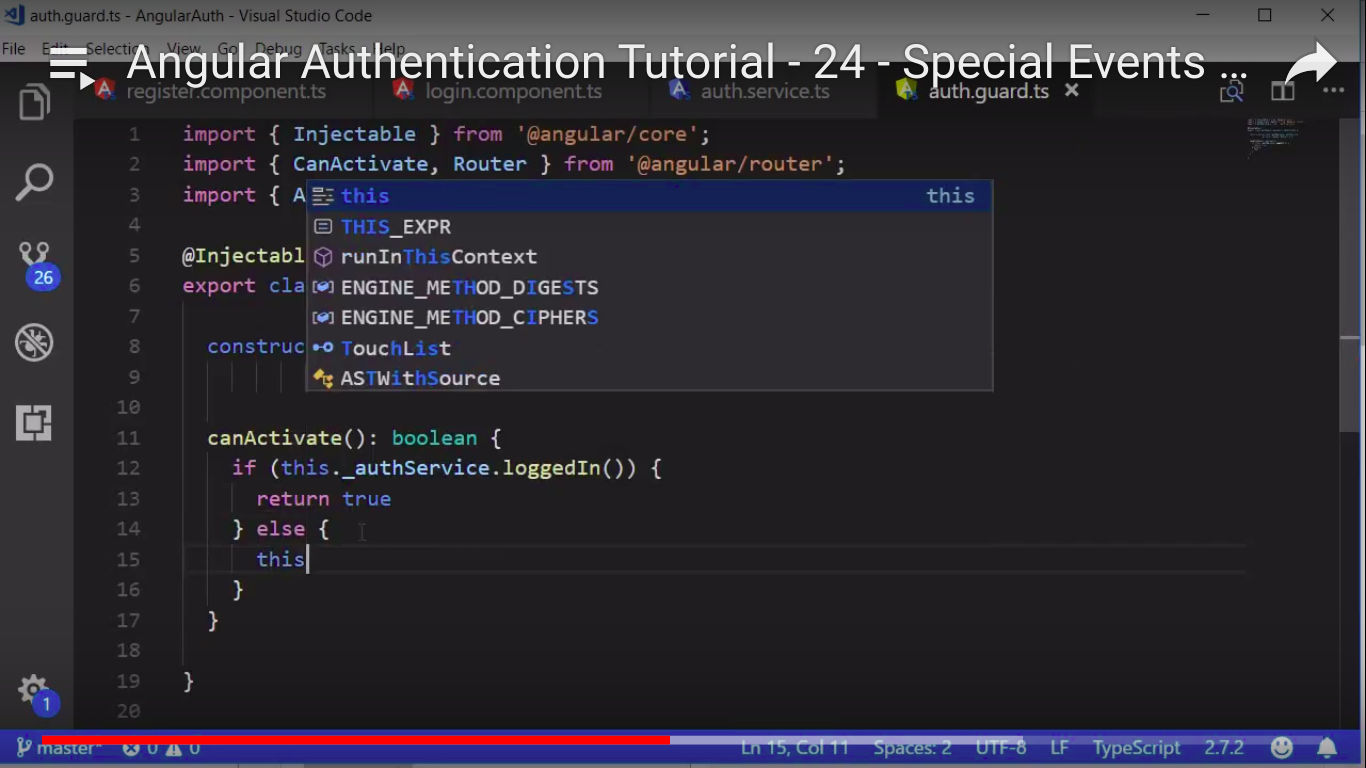 auth.guard.ts - AngularAuth - Visual Studio Code
File Edit Selection View Go Debug Tasks Help
Angular Authentication Tutorial - 24 - Special Events ...
register.component.ts login.component.ts auth.service.ts auth.guard.ts
1 import { Injectable } from '@angular/core';
2 import { CanActivate, Router } from '@angular/router';
3 import { A
this this
4
THIS_EXPR
5 @Injectabl
runInThisContext
6 export cla
ENGINE_METHOD_DIGESTS
7
ENGINE_METHOD_CIPHERS
8 construc
TouchList
9
ASTWithSource
10
11 canActivate(): boolean {
12 if (this._authService.loggedIn()) {
13 return true
14 } else {
15 this
16 }
17 }
18
19 }
20
26
1
master* 0 0 Ln 15, Col 11 Spaces: 2 UTF-8 LF TypeScript 2.7.2